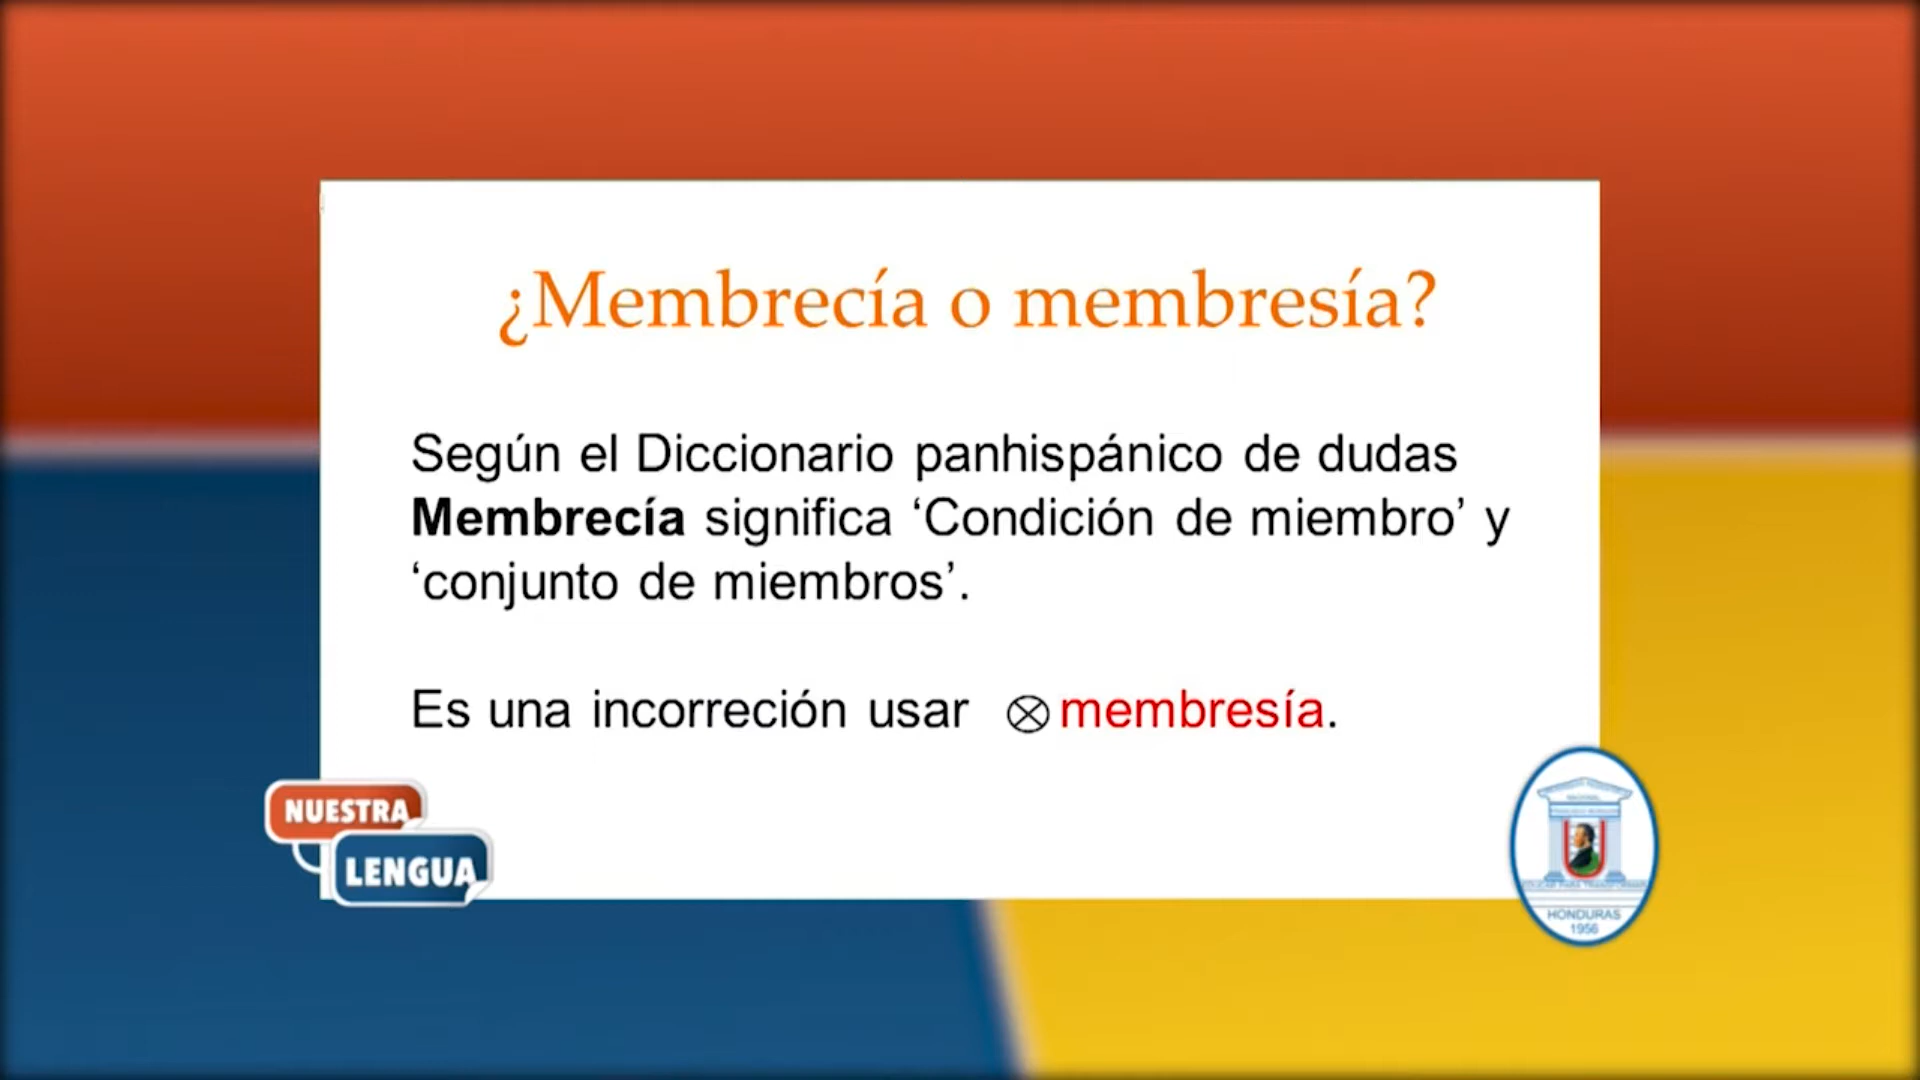 ¿Membrecía o membresía?
Según el Diccionario panhispánico de dudas
Membrecía significa ‘Condición de miembro’ y
‘conjunto de miembros’.
Es una incorreción usar ⊗membresía.
NUESTRA
LENGUA
HONDURAS
1956